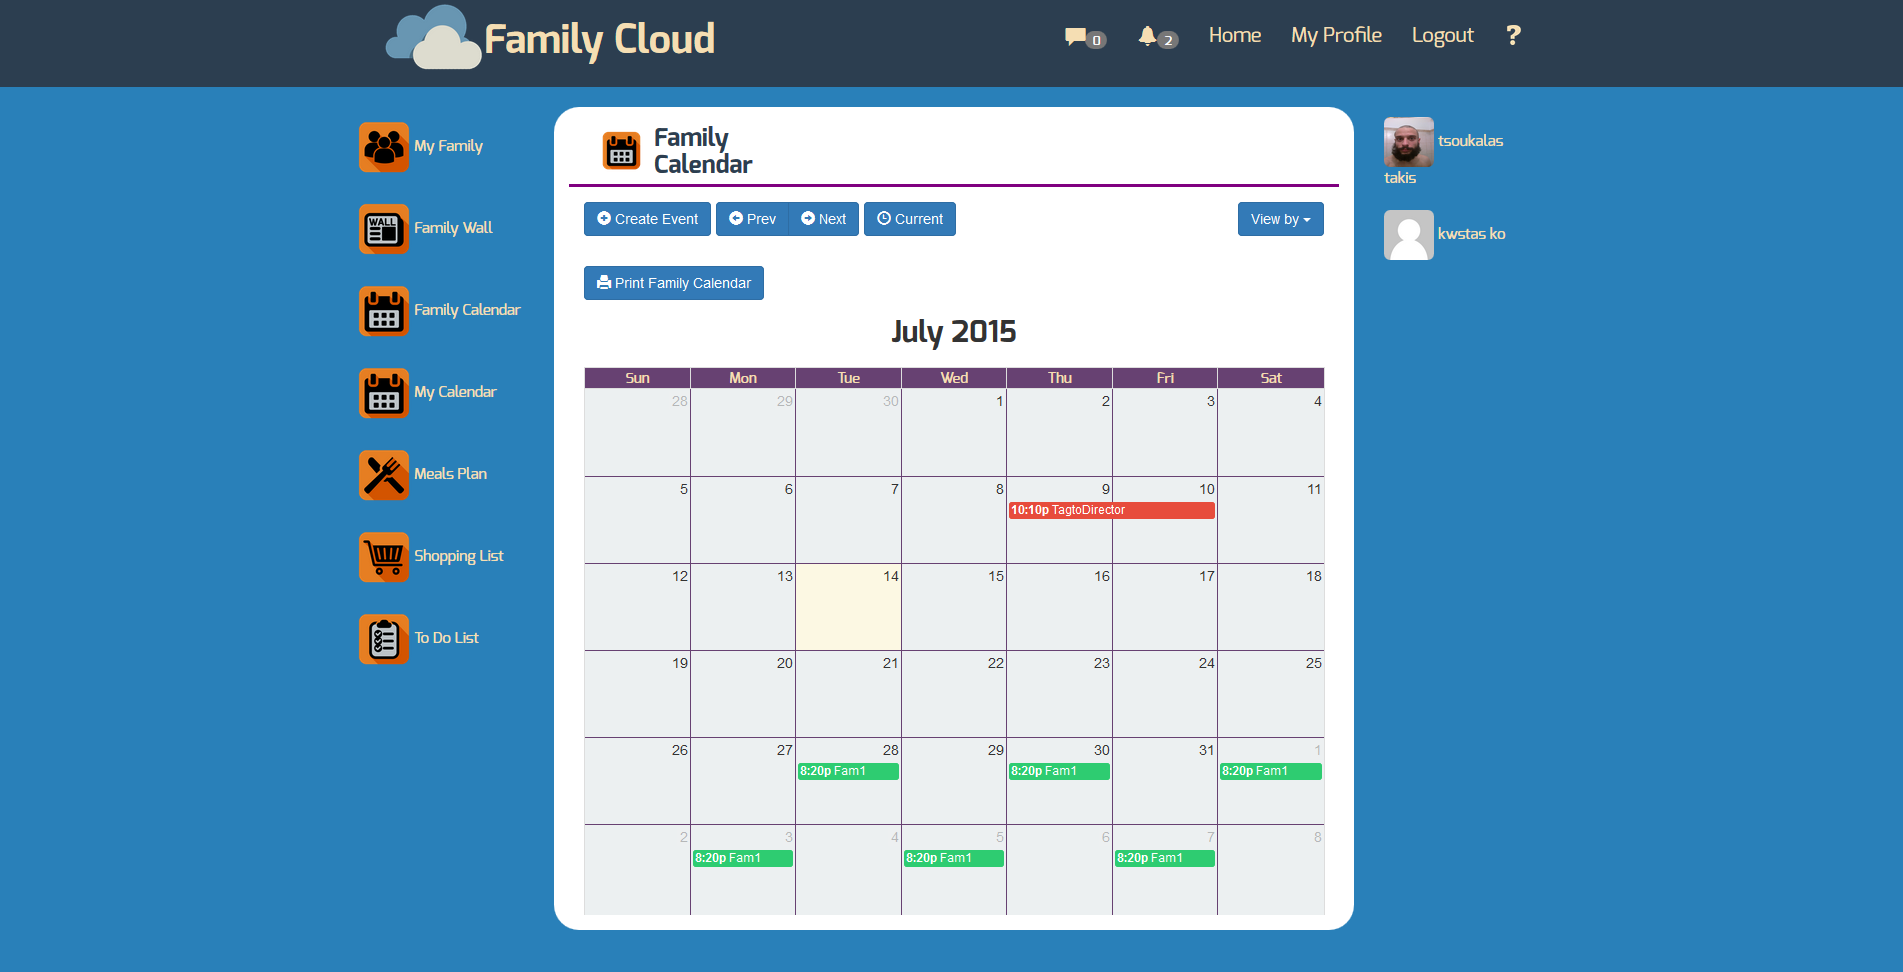 Family Cloud
0
2
Home
My Profile
Logout
?
My Family
Family Wall
Family Calendar
My Calendar
Meals Plan
Shopping List
To Do List
WALL
Family
Calendar
Create Event
Prev
Next
Current
View by
Print Family Calendar
July 2015
Sun Mon Tue Wed Thu Fri Sat
28 29 30 1 2 3 4
5 6 7 8 9 10 11
10:10p TagtoDirector
12 13 14 15 16 17 18
19 20 21 22 23 24 25
26 27 28 29 30 31 1
8:20p Fam1 8:20p Fam1 8:20p Fam1
2 3 4 5 6 7 8
8:20p Fam1 8:20p Fam1 8:20p Fam1
tsoukalas
takis
kwstas ko